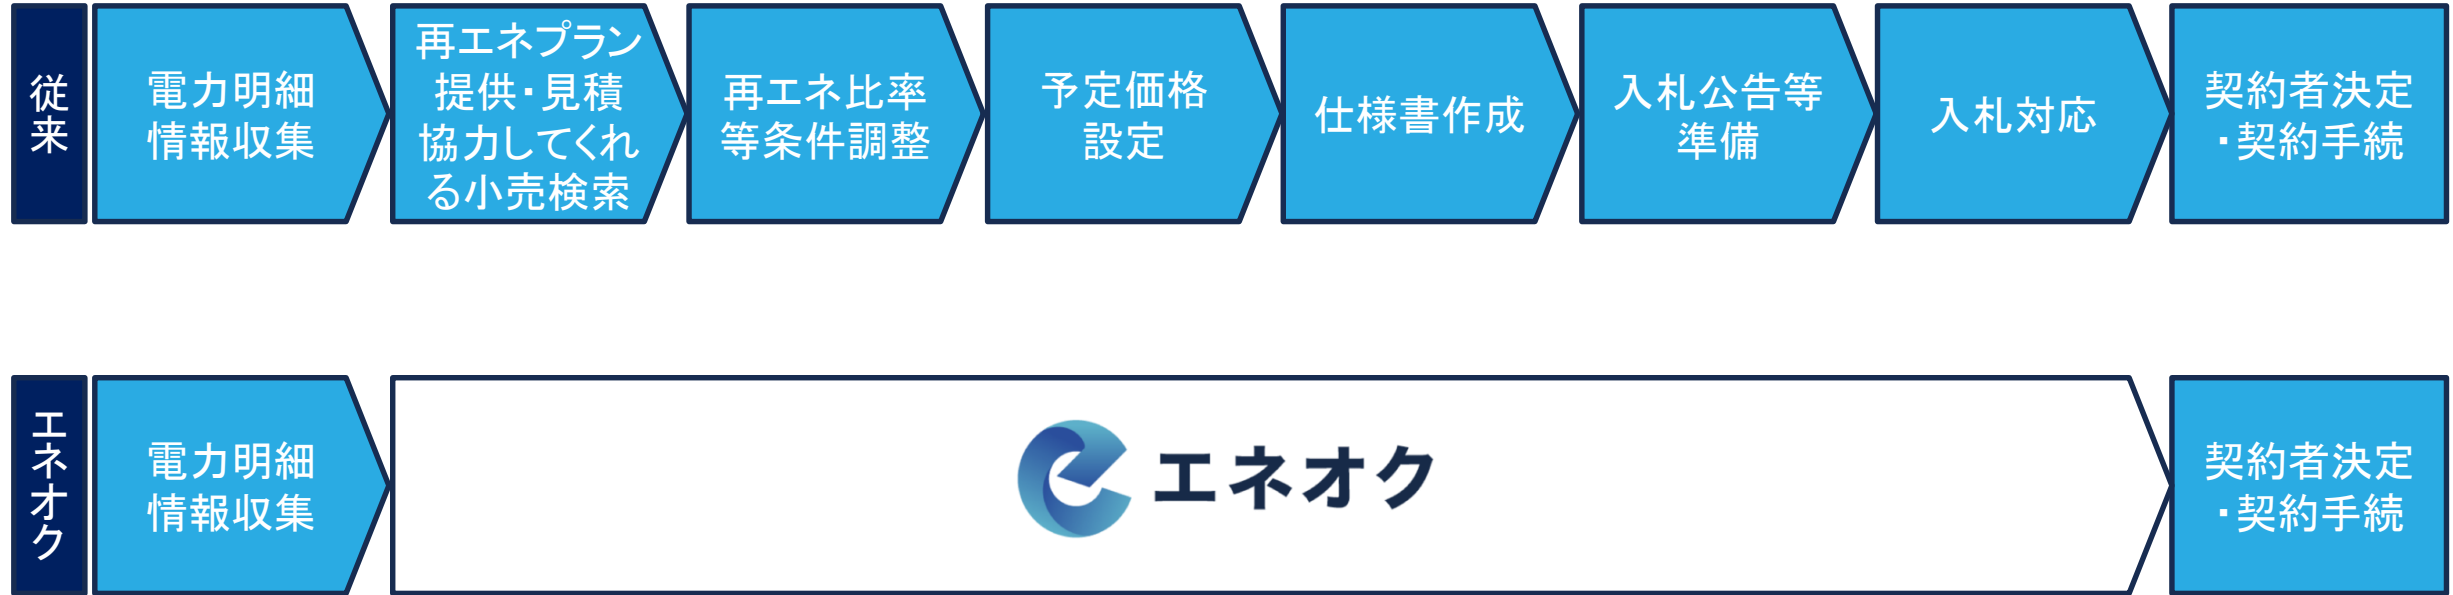 従来
電力明細
情報収集
再エネプラン
提供・見積
協力してくれ
る小売検索
再エネ比率
等条件調整
予定価格
設定
仕様書作成
入札公告等
準備
入札対応
契約者決定
・契約手続
エネオク
電力明細
情報収集
エネオク
契約者決定
・契約手続